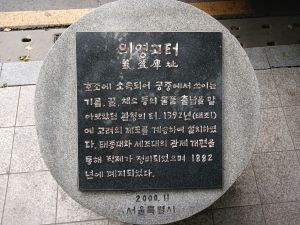 의영고터
義盈庫址
호조에 소속되어 궁중에서 쓰이는
기름, 꿀, 채소 등의 물품 출납을 맡
아보았던 관청의 터. 1392년(태조1)
에 고려의 제도를 계승하여 설치하였
다. 태종대와 세조대의 관제 개편을
통해 직제가 정비되었으며 1882
년에 폐지되었다.
2000. 11
서울특별시